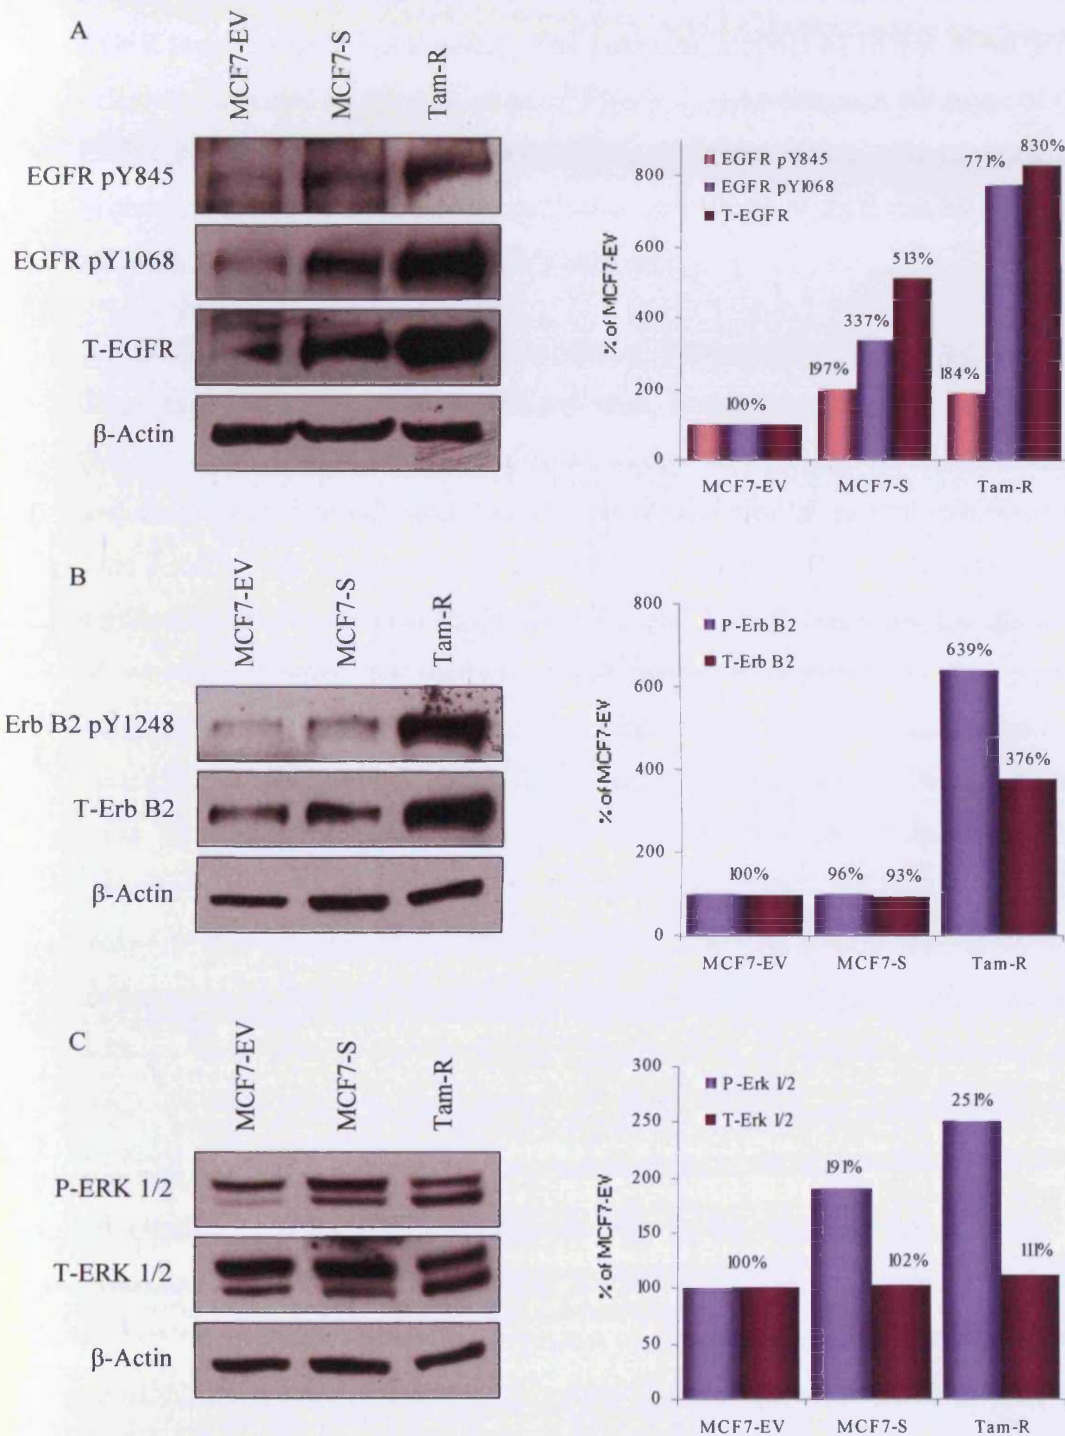 A
MCF7-EV
MCF7-S
Tam-R
EGFR pY845
EGFR pY1068
T-EGFR
β-Actin
EGFR pY845
EGFR pY1068
T-EGFR
% of MCF7-EV
800
600
400
200
0
100%
197%
337%
513%
184%
771%
830%
MCF7-EV
MCF7-S
Tam-R
B
MCF7-EV
MCF7-S
Tam-R
Erb B2 pY1248
T-Erb B2
β-Actin
P-Erb B2
T-Erb B2
% of MCF7-EV
800
600
400
200
0
100%
96%
93%
639%
376%
MCF7-EV
MCF7-S
Tam-R
C
MCF7-EV
MCF7-S
Tam-R
P-ERK 1/2
T-ERK 1/2
β-Actin
P-Erk 1/2
T-Erk 1/2
% of MCF7-EV
300
250
200
150
100
50
0
100%
191%
102%
251%
111%
MCF7-EV
MCF7-S
Tam-R